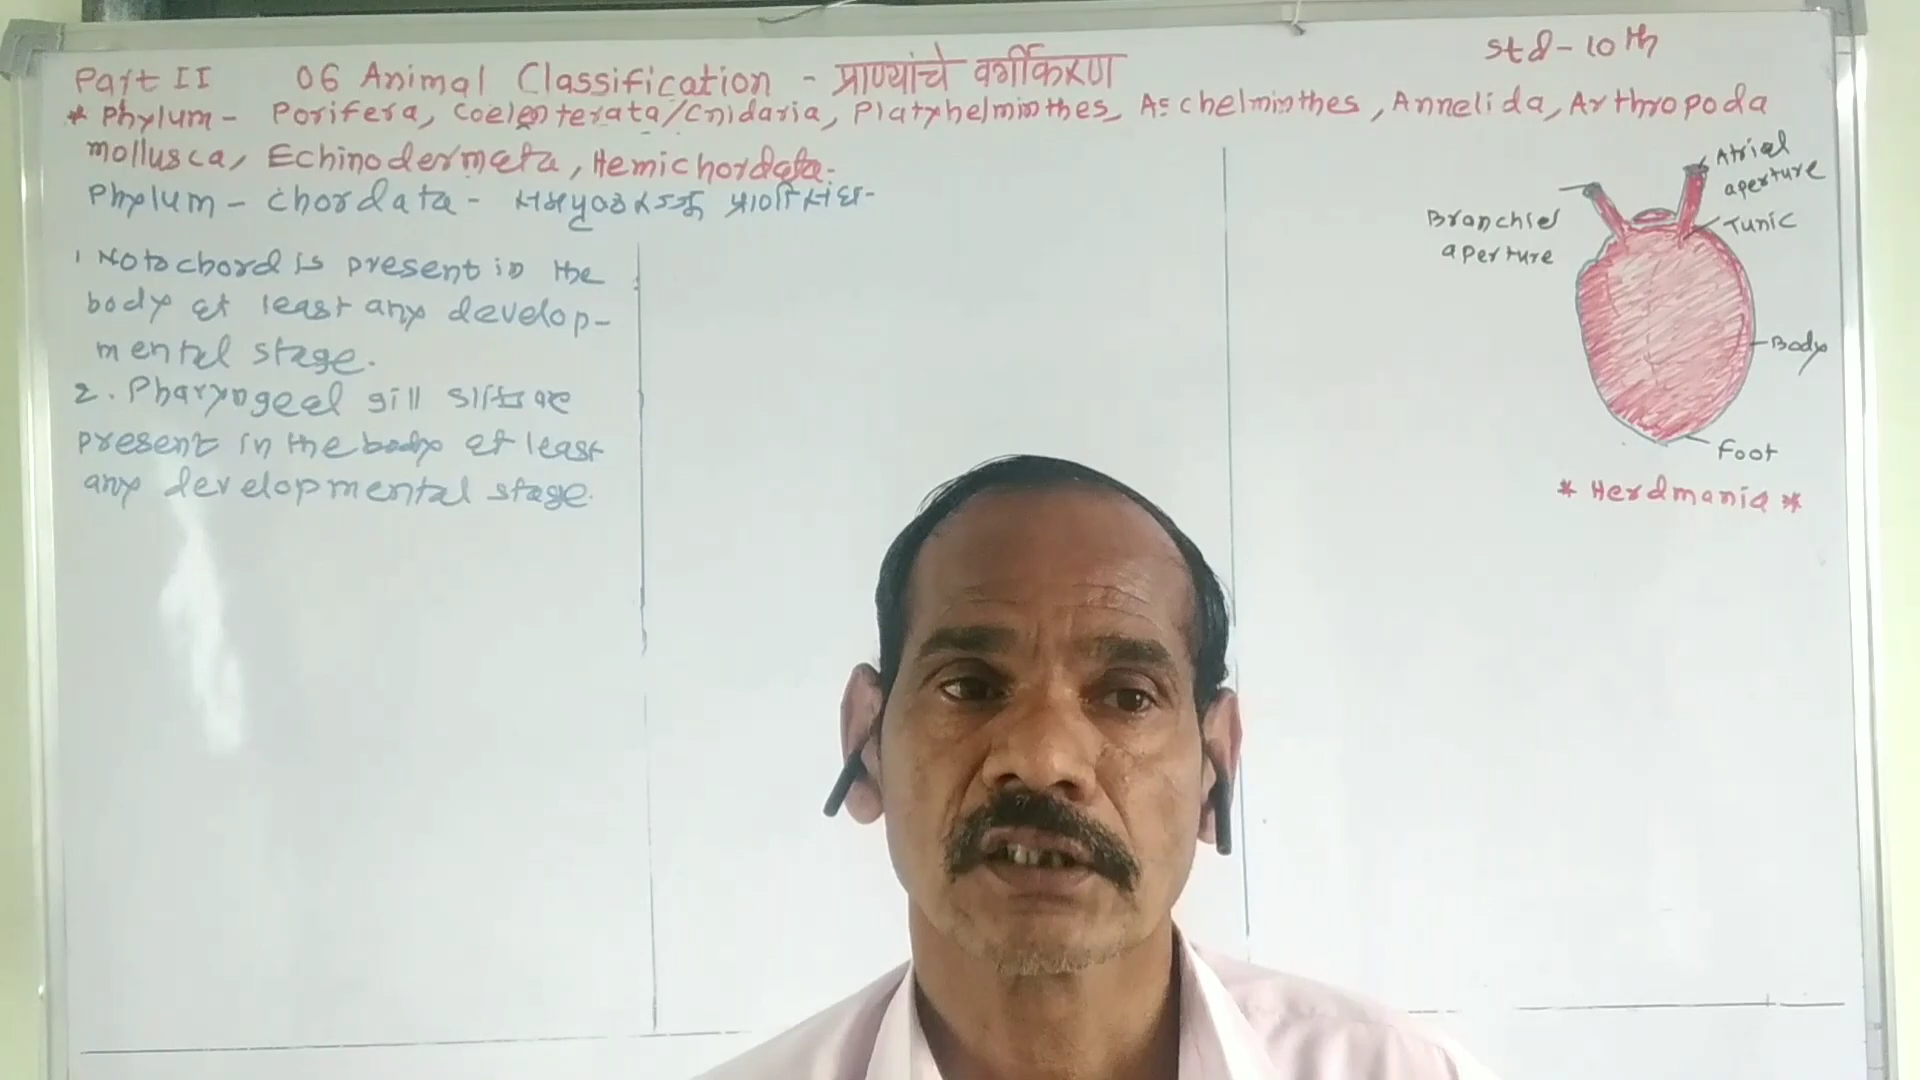 Part II 06 Animal Classification - प्राण्यांचे वर्गीकरण
Std - 10th
* Phylum - Porifera, Coelenterata/Cnidaria, Platyhelminthes, Aschelminthes, Annelida, Arthropoda
Mollusca, Echinodermata, Hemichordata.
Phylum - Chordata -
1 Notochord is present in the
body at least any develop-
mental stage.
2. Pharyngeal gill slits are
present in the body at least
any developmental stage.
Atrial
aperture
Branchial
aperture
Tunic
Body
Foot
* Herdmania *